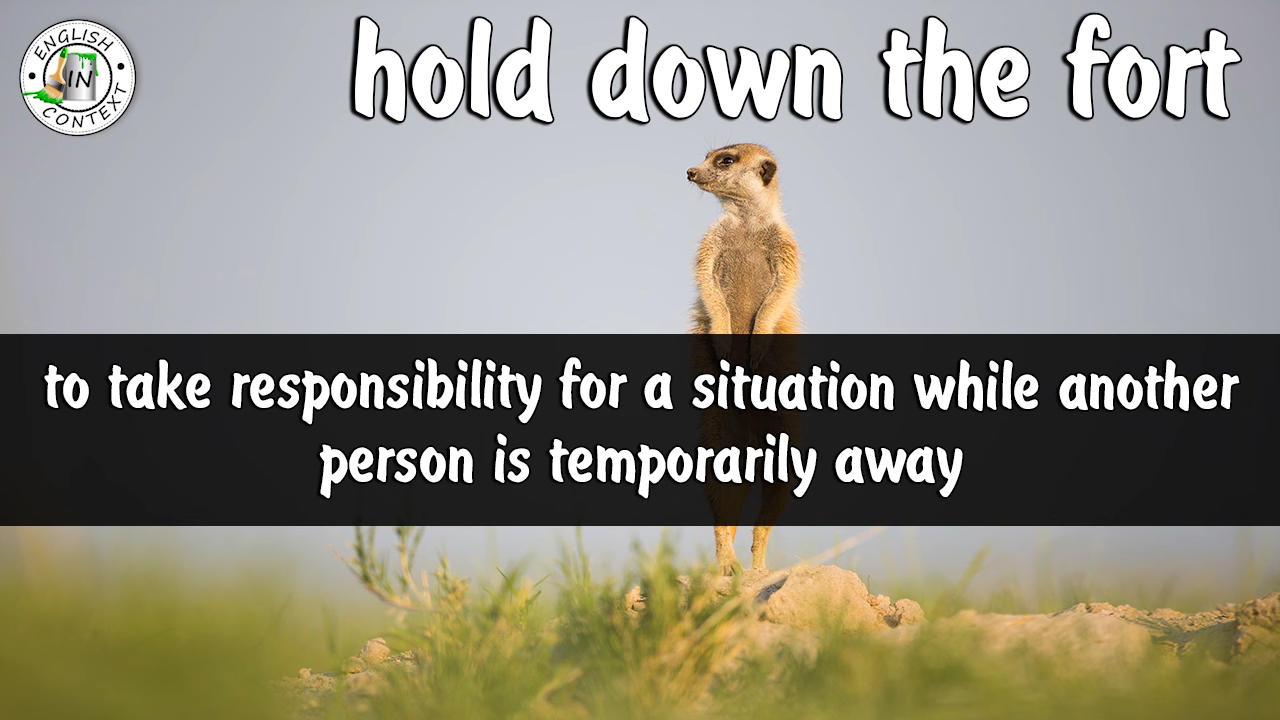 ENGLISH
IN
CONTEXT
hold down the fort
to take responsibility for a situation while another
person is temporarily away